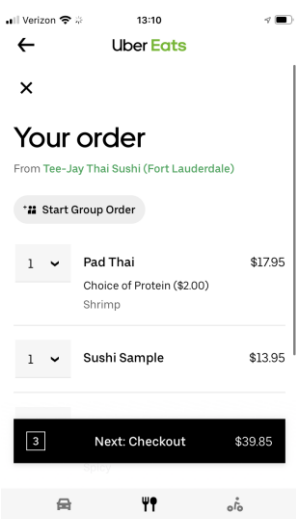 Verizon 13:10
Uber Eats
Your order
From Tee-Jay Thai Sushi (Fort Lauderdale)
Start Group Order
1 Pad Thai $17.95
Choice of Protein ($2.00)
Shrimp
1 Sushi Sample $13.95
3 Next: Checkout $39.85
Spicy